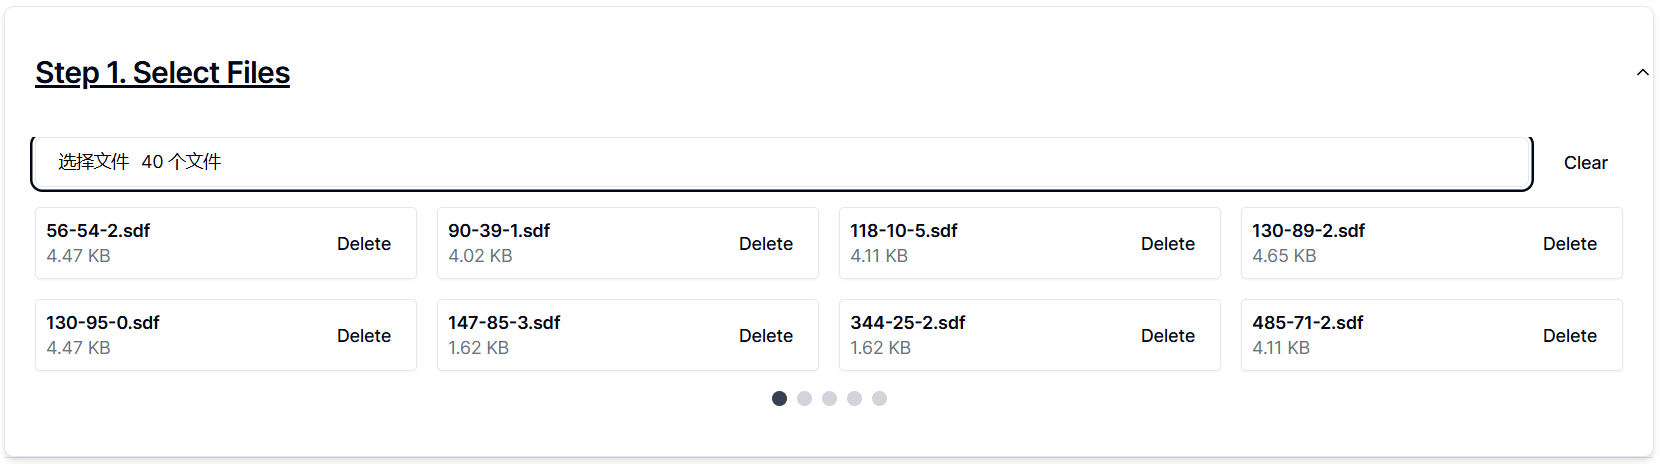 Step 1. Select Files
选择文件 40 个文件
Clear
56-54-2.sdf
4.47 KB
Delete
90-39-1.sdf
4.02 KB
Delete
118-10-5.sdf
4.11 KB
Delete
130-89-2.sdf
4.65 KB
Delete
130-95-0.sdf
4.47 KB
Delete
147-85-3.sdf
1.62 KB
Delete
344-25-2.sdf
1.62 KB
Delete
485-71-2.sdf
4.11 KB
Delete